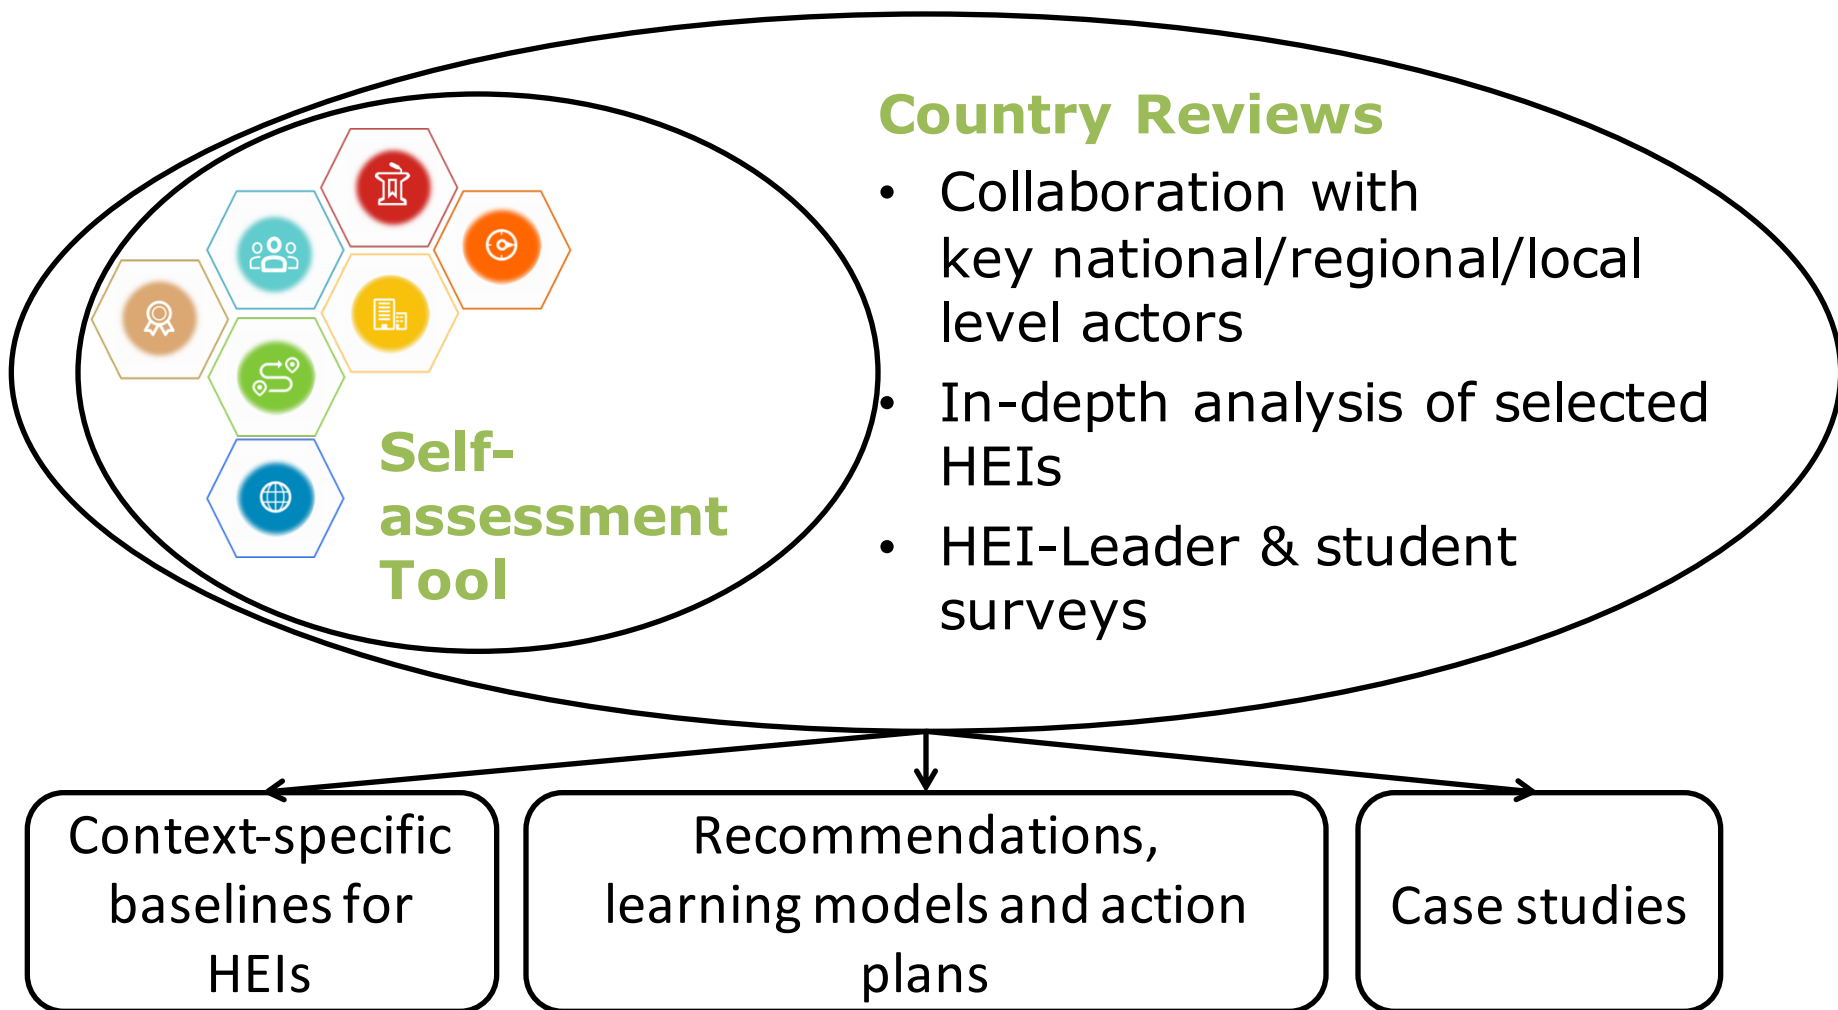 Country Reviews
• Collaboration with
key national/regional/local
level actors
• In-depth analysis of selected
HEIs
• HEI-Leader & student
surveys
Self-
assessment
Tool
Context-specific
baselines for
HEIs
Recommendations,
learning models and action
plans
Case studies